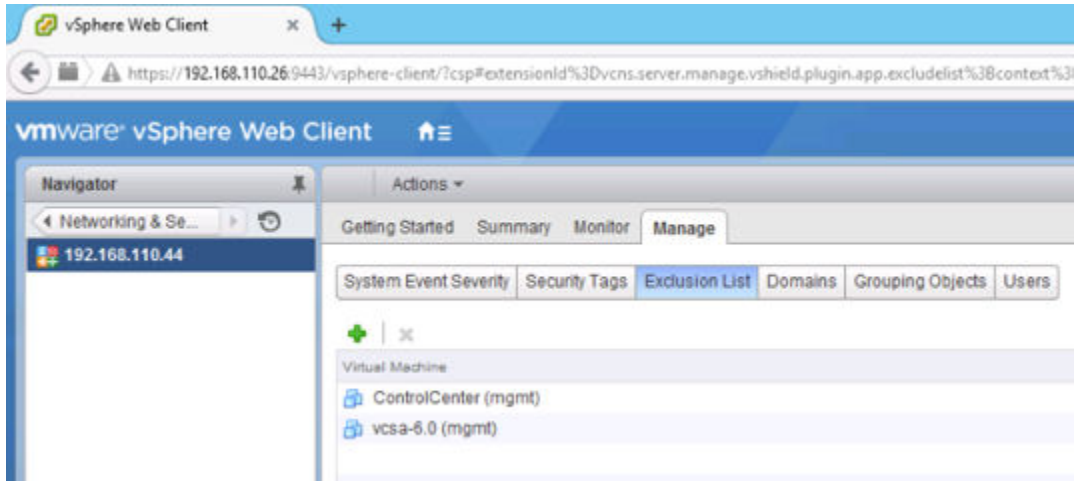 vSphere Web Client
https://192.168.110.26:9443/vsphere-client/?csp#extensionId%3Dvcns.server.manage.vshield.plugin.app.excludelist%3Bcontext%3
vmware® vSphere Web Client
Navigator
Actions
Networking & Se...
Getting Started Summary Monitor Manage
192.168.110.44
System Event Severity Security Tags Exclusion List Domains Grouping Objects Users
Virtual Machine
ControlCenter (mgmt)
vcsa-6.0 (mgmt)